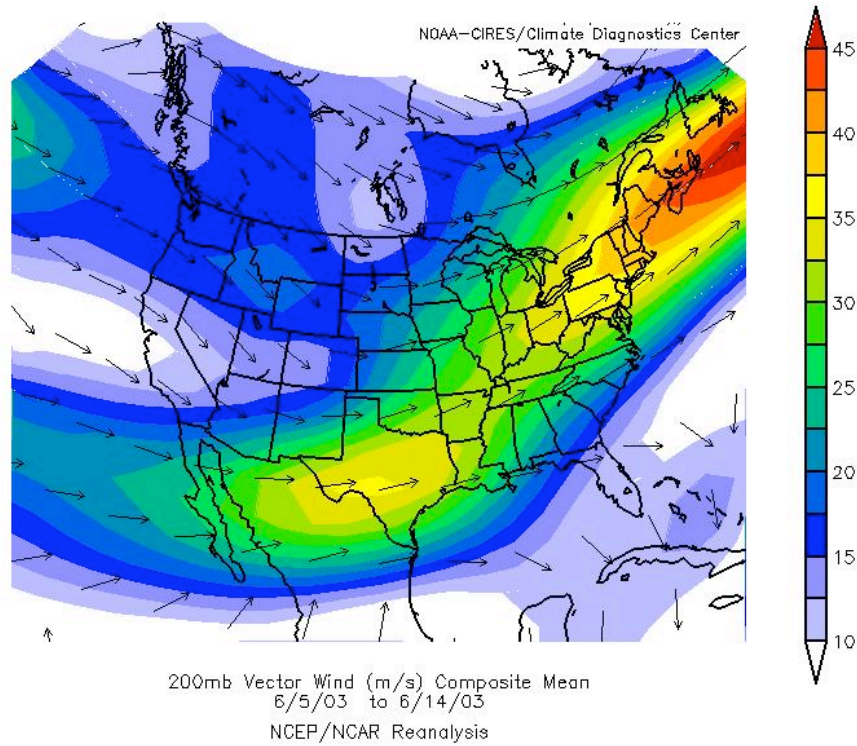 NOAA-CIRES/Climate Diagnostics Center
45
40
35
30
25
20
15
10
200mb Vector Wind (m/s) Composite Mean
6/5/03 to 6/14/03
NCEP/NCAR Reanalysis